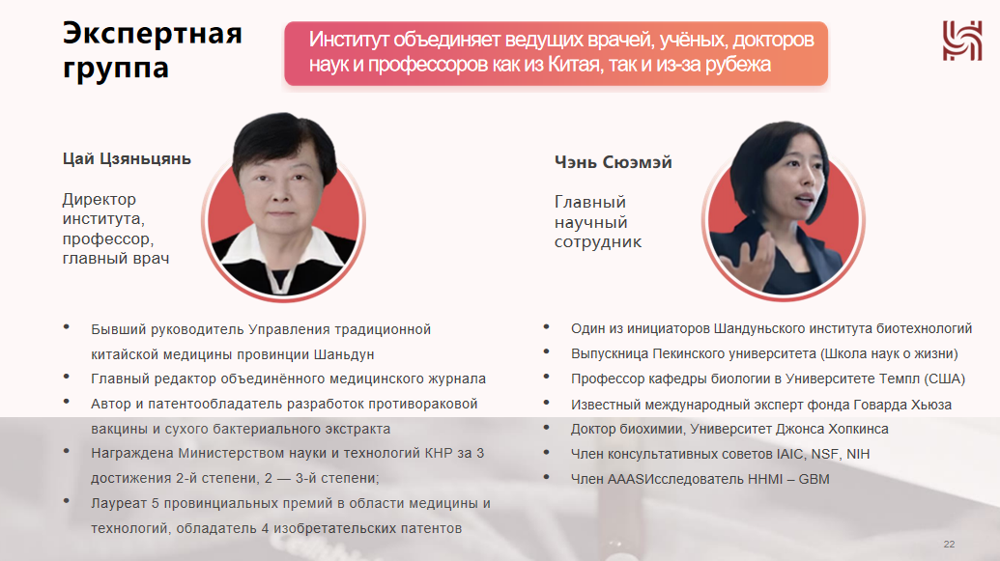 Экспертная
группа
Институт объединяет ведущих врачей, учёных, докторов
наук и профессоров как из Китая, так и из-за рубежа
Цай Цзяньцянь
Директор
института,
профессор,
главный врач
• Бывший руководитель Управления традиционной
китайской медицины провинции Шаньдун
• Главный редактор объединённого медицинского журнала
• Автор и патентообладатель разработок противораковой
вакцины и сухого бактериального экстракта
• Награждена Министерством науки и технологий КНР за 3
достижения 2-й степени, 2 — 3-й степени;
• Лауреат 5 провинциальных премий в области медицины и
технологий, обладатель 4 изобретательских патентов
Чэнь Сюэмэй
Главный
научный
сотрудник
• Один из инициаторов Шандуньского института биотехнологий
• Выпускница Пекинского университета (Школа наук о жизни)
• Профессор кафедры биологии в Университете Темпл (США)
• Известный международный эксперт фонда Говарда Хьюза
• Доктор биохимии, Университет Джонса Хопкинса
• Член консультативных советов IAIC, NSF, NIH
• Член AAASИсследователь HHMI – GBM
22